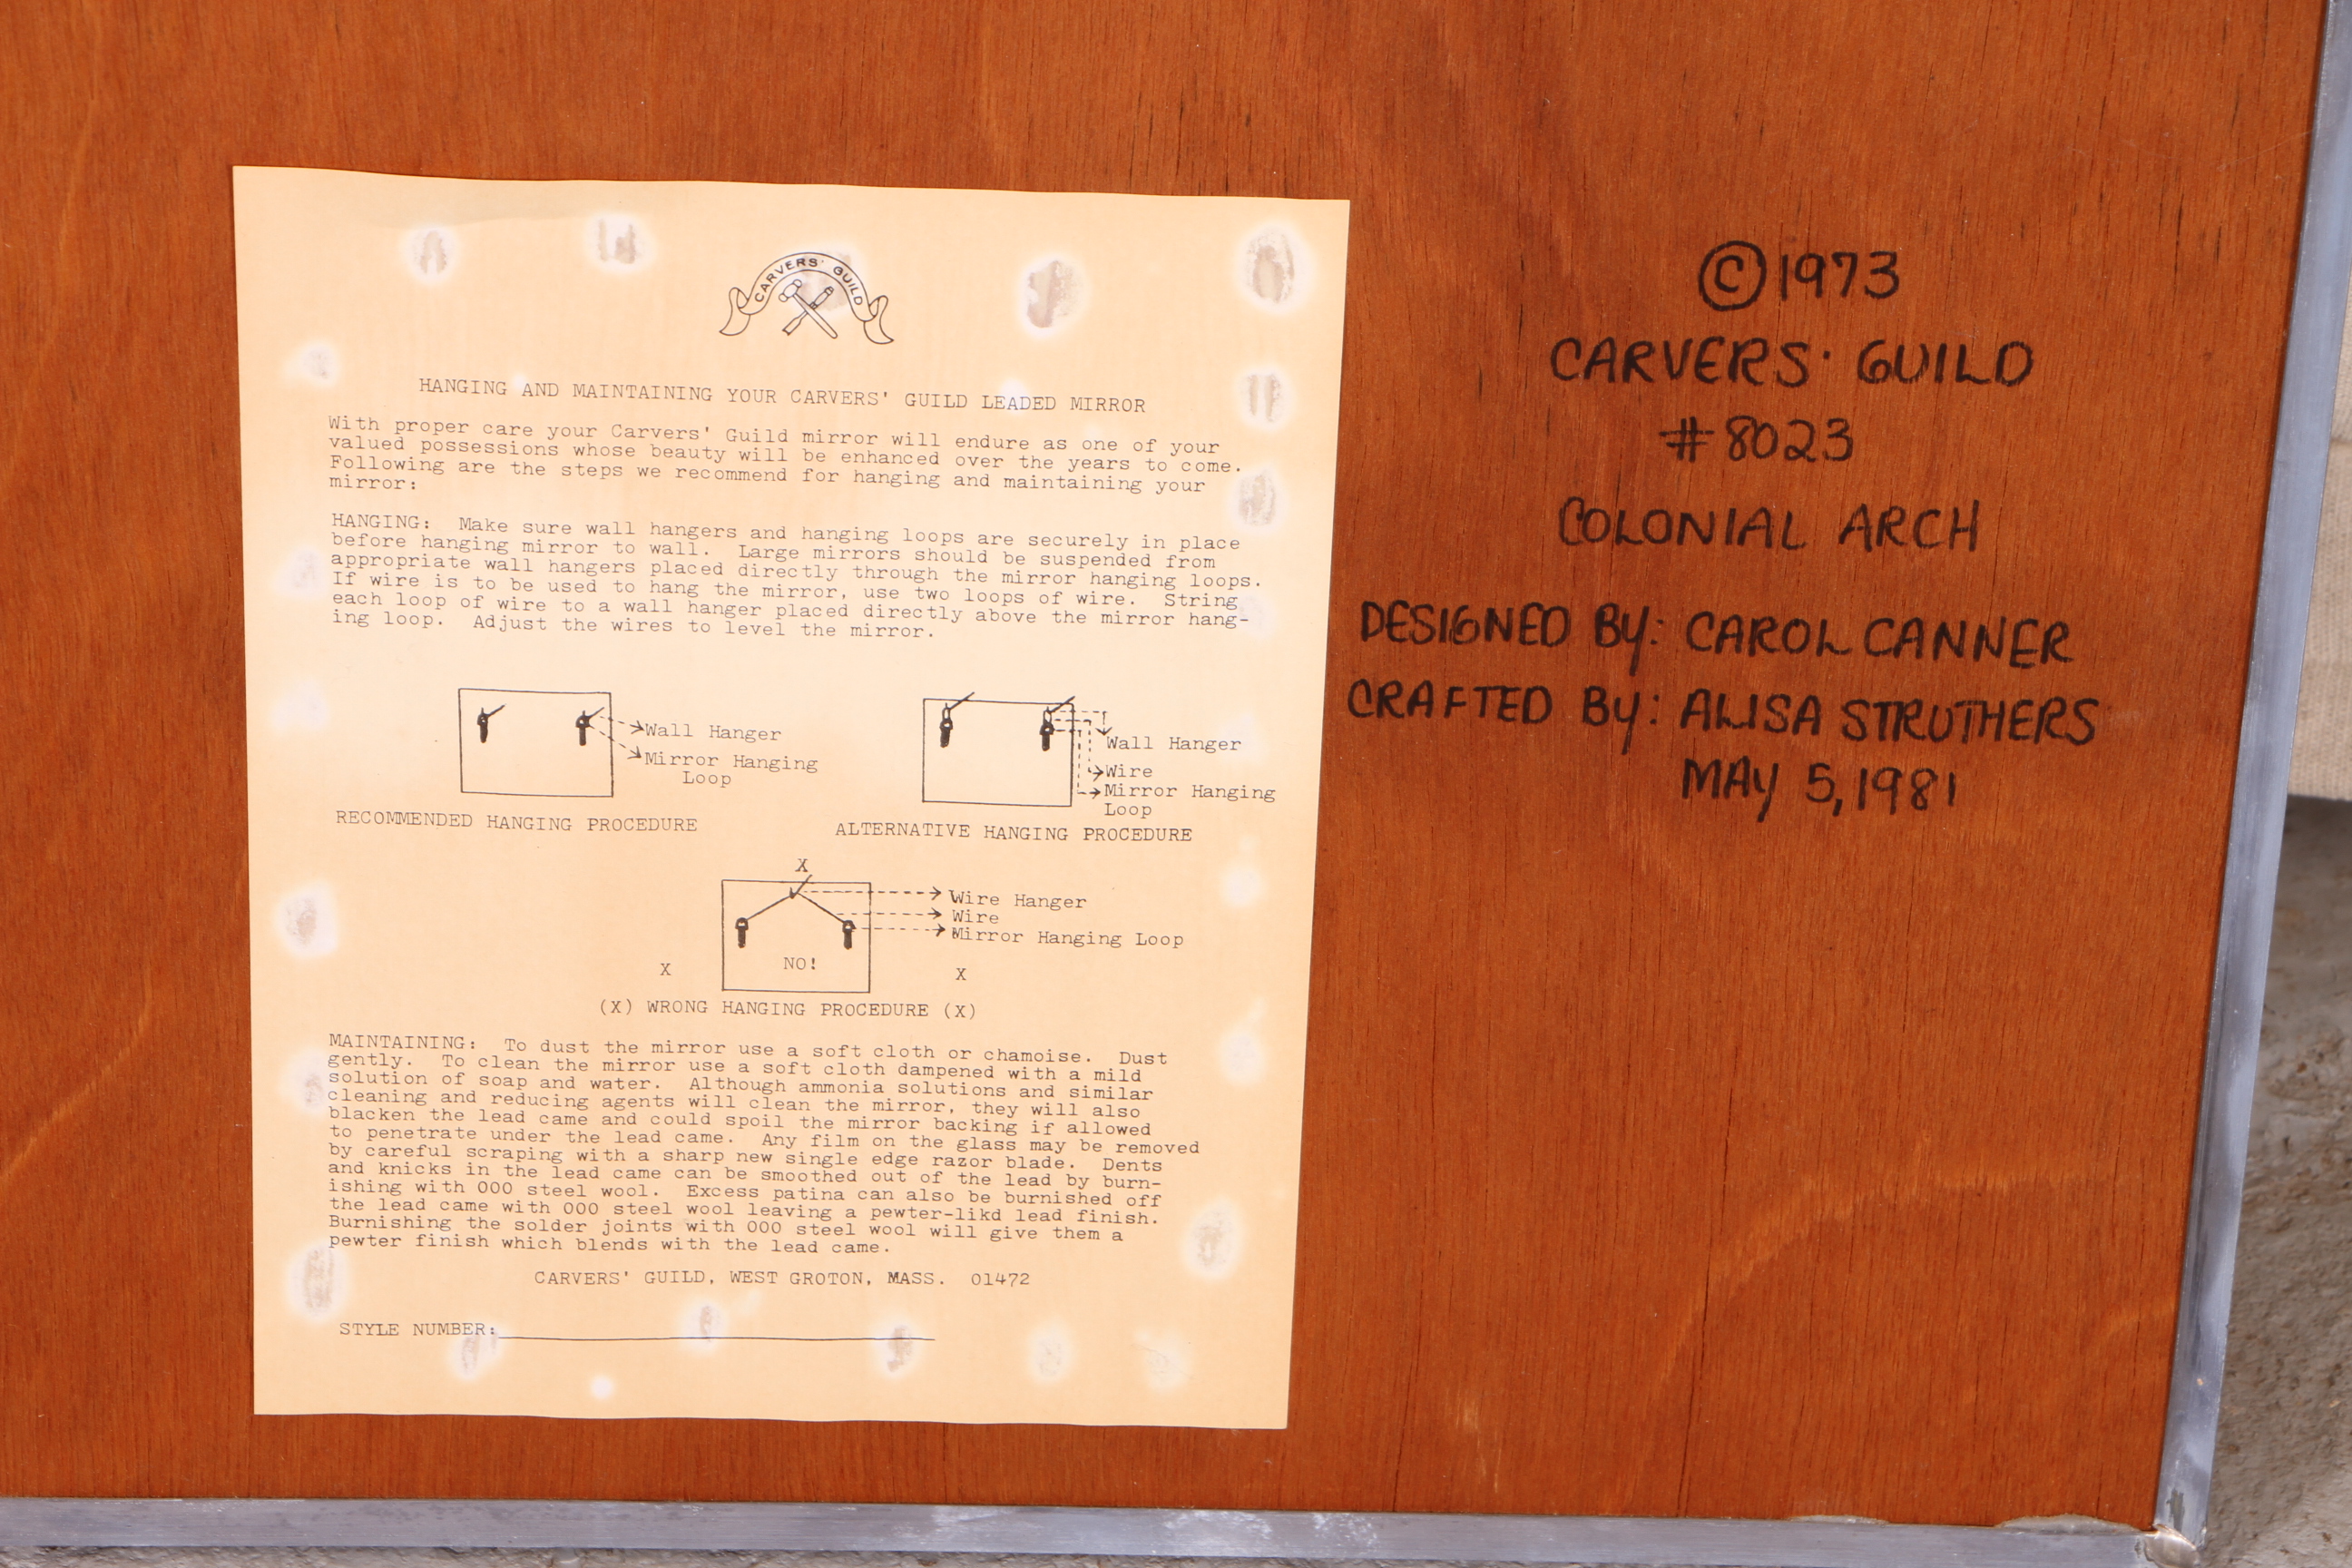 CARVERS' GUILD
HANGING AND MAINTAINING YOUR CARVERS' GUILD LEADED MIRROR
With proper care your Carvers' Guild mirror will endure as one of your
valued possessions whose beauty will be enhanced over the years to come.
Following are the steps we recommend for hanging and maintaining your
mirror:
HANGING: Make sure wall hangers and hanging loops are securely in place
before hanging mirror to wall. Large mirrors should be suspended from
appropriate wall hangers placed directly through the mirror hanging loops.
If wire is to be used to hang the mirror, use two loops of wire. String
each loop of wire to a wall hanger placed directly above the mirror hang-
ing loop. Adjust the wires to level the mirror.
Wall Hanger
Mirror Hanging
Loop
RECOMMENDED HANGING PROCEDURE
Wall Hanger
Wire
Mirror Hanging
Loop
ALTERNATIVE HANGING PROCEDURE
X
Wire Hanger
Wire
Mirror Hanging Loop
X NO! X
(X) WRONG HANGING PROCEDURE (X)
MAINTAINING: To dust the mirror use a soft cloth or chamoise. Dust
gently. To clean the mirror use a soft cloth dampened with a mild
solution of soap and water. Although ammonia solutions and similar
cleaning and reducing agents will clean the mirror, they will also
blacken the lead came and could spoil the mirror backing if allowed
to penetrate under the lead came. Any film on the glass may be removed
by careful scraping with a sharp new single edge razor blade. Dents
and knicks in the lead came can be smoothed out of the lead by burn-
ishing with 000 steel wool. Excess patina can also be burnished off
the lead came with 000 steel wool leaving a pewter-likd lead finish.
Burnishing the solder joints with 000 steel wool will give them a
pewter finish which blends with the lead came.
CARVERS' GUILD, WEST GROTON, MASS. 01472
STYLE NUMBER:
©1973
CARVERS' GUILD
#8023
COLONIAL ARCH
DESIGNED BY: CAROL CANNER
CRAFTED BY: ALISA STRUTHERS
MAY 5, 1981